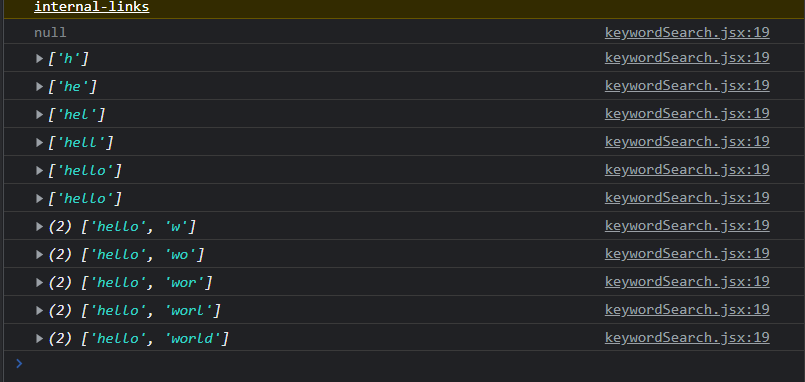 internal-links
null keywordSearch.jsx:19
▶ ['h'] keywordSearch.jsx:19
▶ ['he'] keywordSearch.jsx:19
▶ ['hel'] keywordSearch.jsx:19
▶ ['hell'] keywordSearch.jsx:19
▶ ['hello'] keywordSearch.jsx:19
▶ ['hello'] keywordSearch.jsx:19
▶ (2) ['hello', 'w'] keywordSearch.jsx:19
▶ (2) ['hello', 'wo'] keywordSearch.jsx:19
▶ (2) ['hello', 'wor'] keywordSearch.jsx:19
▶ (2) ['hello', 'worl'] keywordSearch.jsx:19
▶ (2) ['hello', 'world'] keywordSearch.jsx:19
>